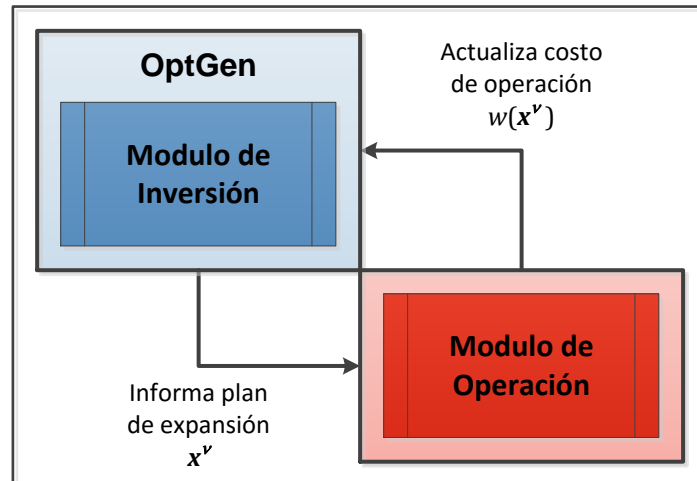 OptGen
Modulo de
Inversión
Actualiza costo
de operación
w(x^ν)
Informa plan
de expansión
x^ν
Modulo de
Operación